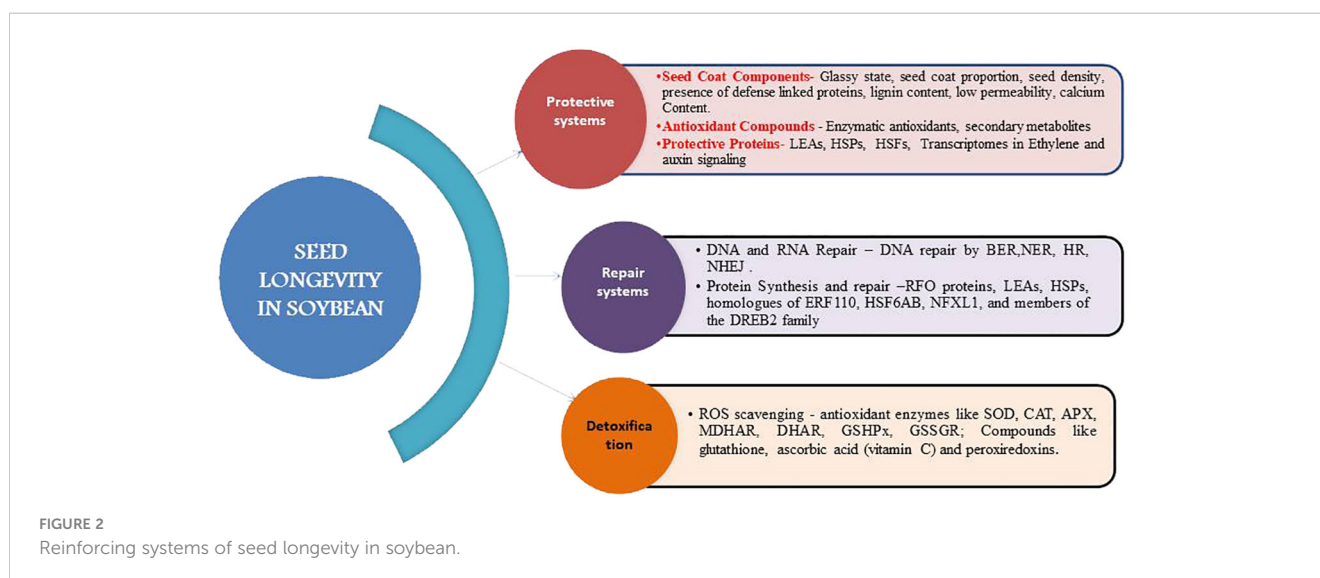 SEED
LONGEVITY
IN SOYBEAN
Protective
systems
•Seed Coat Components- Glassy state, seed coat proportion, seed density,
presence of defense linked proteins, lignin content, low permeability, calcium
Content.
•Antioxidant Compounds - Enzymatic antioxidants, secondary metabolites
•Protective Proteins- LEAs, HSPs, HSFs, Transcriptomes in Ethylene and
auxin signaling
Repair
systems
• DNA and RNA Repair – DNA repair by BER,NER, HR,
NHEJ .
• Protein Synthesis and repair –RFO proteins, LEAs, HSPs,
homologues of ERF110, HSF6AB, NFXL1, and members of
the DREB2 family
Detoxifica
tion
• ROS scavenging - antioxidant enzymes like SOD, CAT, APX,
MDHAR, DHAR, GSHPx, GSSGR; Compounds like
glutathione, ascorbic acid (vitamin C) and peroxiredoxins.
FIGURE 2
Reinforcing systems of seed longevity in soybean.